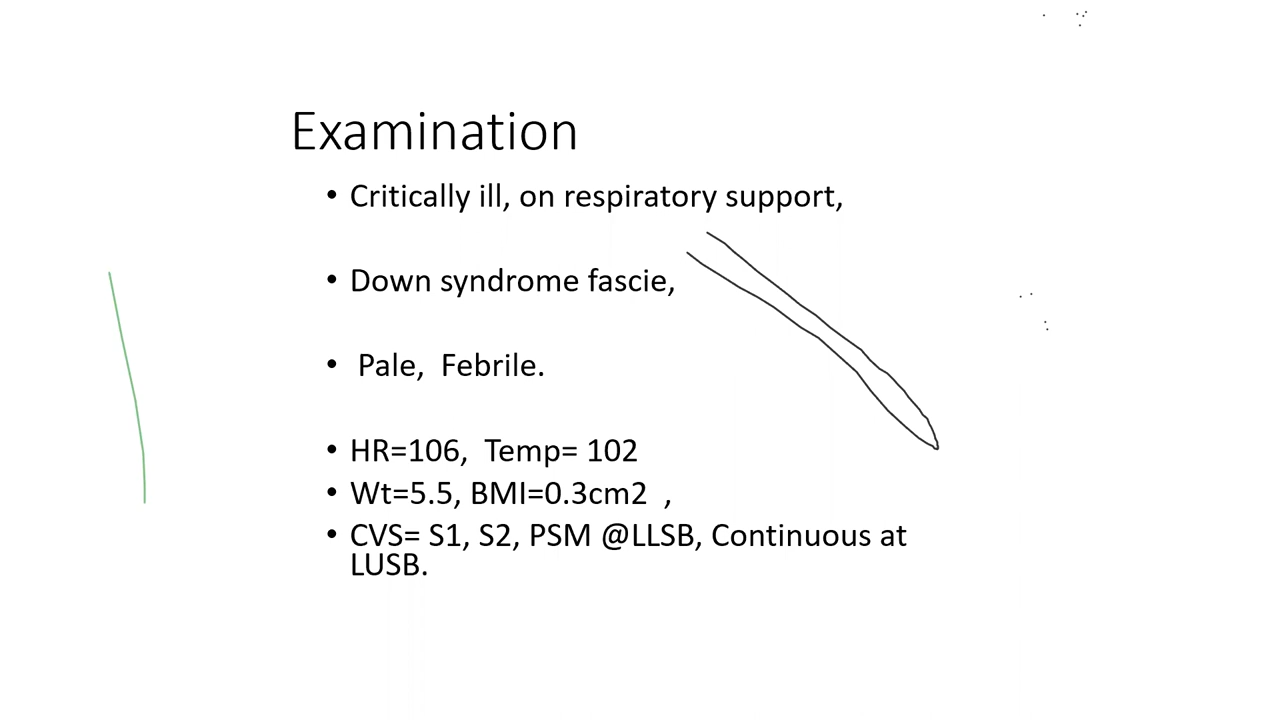 Examination
• Critically ill, on respiratory support,
• Down syndrome fascie,
• Pale, Febrile.
• HR=106, Temp= 102
• Wt=5.5, BMI=0.3cm2 ,
• CVS= S1, S2, PSM @LLSB, Continuous at
LUSB.